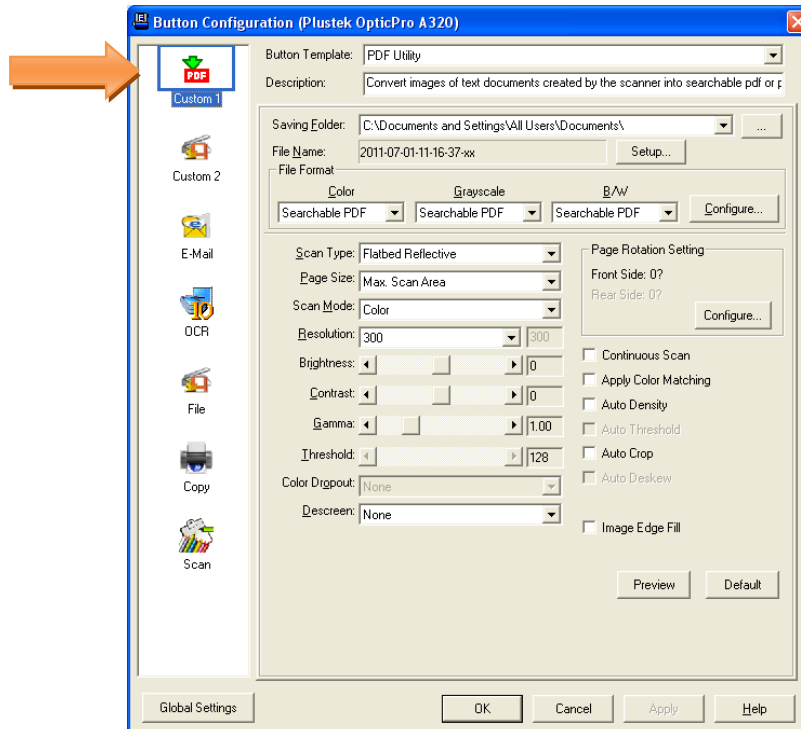 Button Configuration (Plustek OpticPro A320)
PDF
Custom 1
Custom 2
E-Mail
OCR
File
Copy
Scan
Button Template: PDF Utility
Description: Convert images of text documents created by the scanner into searchable pdf or p
Saving Folder: C:\Documents and Settings\All Users\Documents\ ...
File Name: 2011-07-01-11-16-37-xx Setup...
File Format
Color Grayscale B/W
Searchable PDF Searchable PDF Searchable PDF Configure...
Scan Type: Flatbed Reflective
Page Size: Max. Scan Area
Scan Mode: Color
Resolution: 300 300
Brightness: 0
Contrast: 0
Gamma: 1.00
Threshold: 128
Color Dropout: None
Descreen: None
Page Rotation Setting
Front Side: 0?
Rear Side: 0?
Configure...
Continuous Scan
Apply Color Matching
Auto Density
Auto Threshold
Auto Crop
Auto Deskew
Image Edge Fill
Preview Default
Global Settings OK Cancel Apply Help